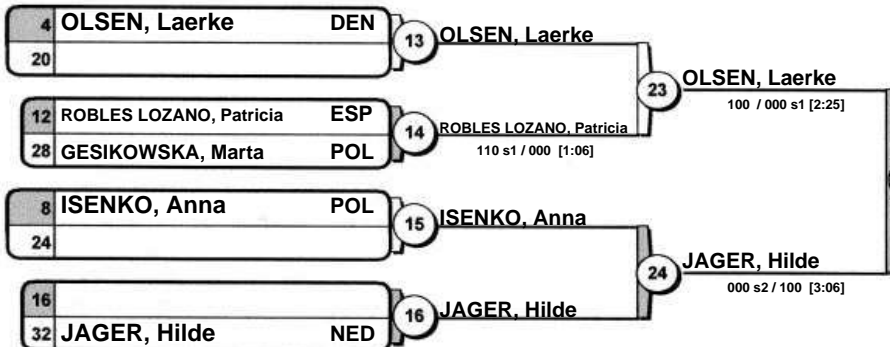 4 OLSEN, Laerke DEN
20
13 OLSEN, Laerke
12 ROBLES LOZANO, Patricia ESP
28 GESIKOWSKA, Marta POL
14 ROBLES LOZANO, Patricia
110 s1 / 000 [1:06]
23 OLSEN, Laerke
100 / 000 s1 [2:25]
8 ISENKO, Anna POL
24
15 ISENKO, Anna
16
32 JAGER, Hilde NED
16 JAGER, Hilde
24 JAGER, Hilde
000 s2 / 100 [3:06]